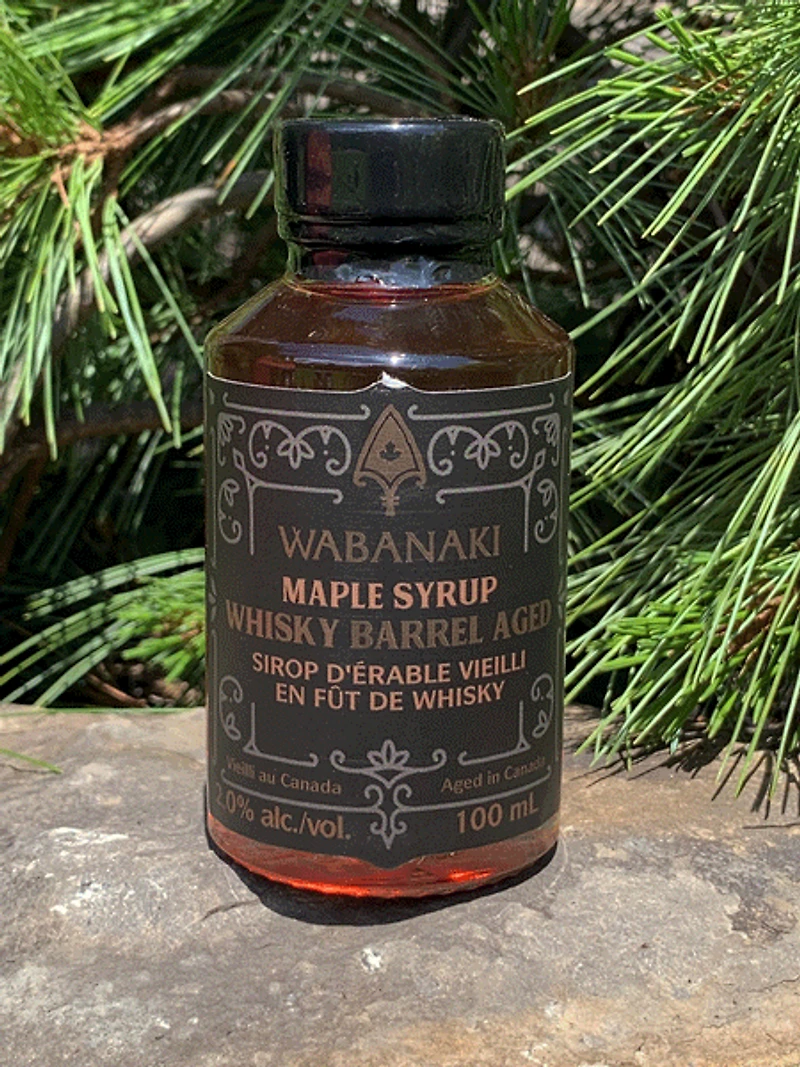 WABANAKI
MAPLE SYRUP
WHISKY BARREL AGED
SIROP D'ÉRABLE VIEILLI
EN FÛT DE WHISKY
Vieilli au Canada
Aged in Canada
2.0% alc./vol.
100 mL